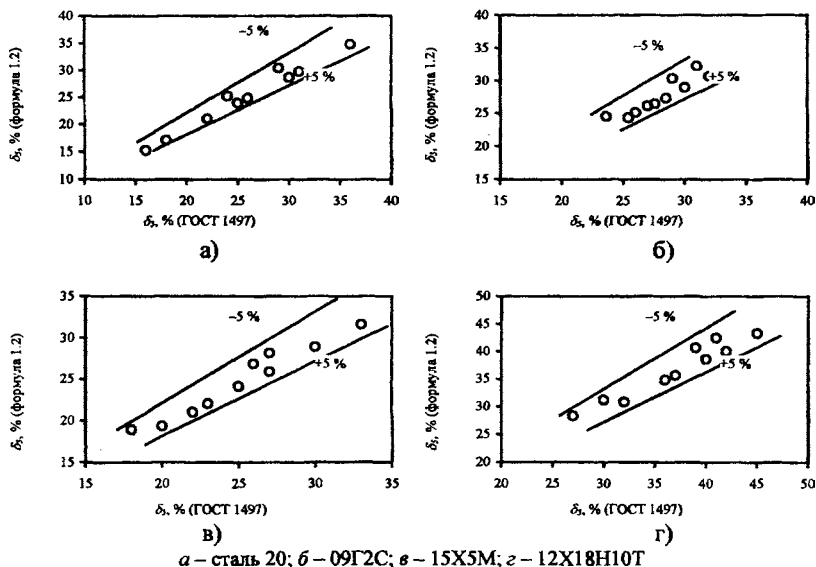 δ₅, % (формула 1.2)
40
35
30
25
20
15
10
–5 %
+5 %
10 15 20 25 30 35 40
δ₅, % (ГОСТ 1497)
а)
δ₅, % (формула 1.2)
40
35
30
25
20
15
–5 %
+5 %
15 20 25 30 35 40
δ₅, % (ГОСТ 1497)
б)
δ₅, % (формула 1.2)
35
30
25
20
15
–5 %
+5 %
15 20 25 30 35
δ₅, % (ГОСТ 1497)
в)
δ₅, % (формула 1.2)
50
45
40
35
30
25
20
–5 %
+5 %
20 25 30 35 40 45 50
δ₅, % (ГОСТ 1497)
г)
а – сталь 20; б – 09Г2С; в – 15Х5М; г – 12Х18Н10Т